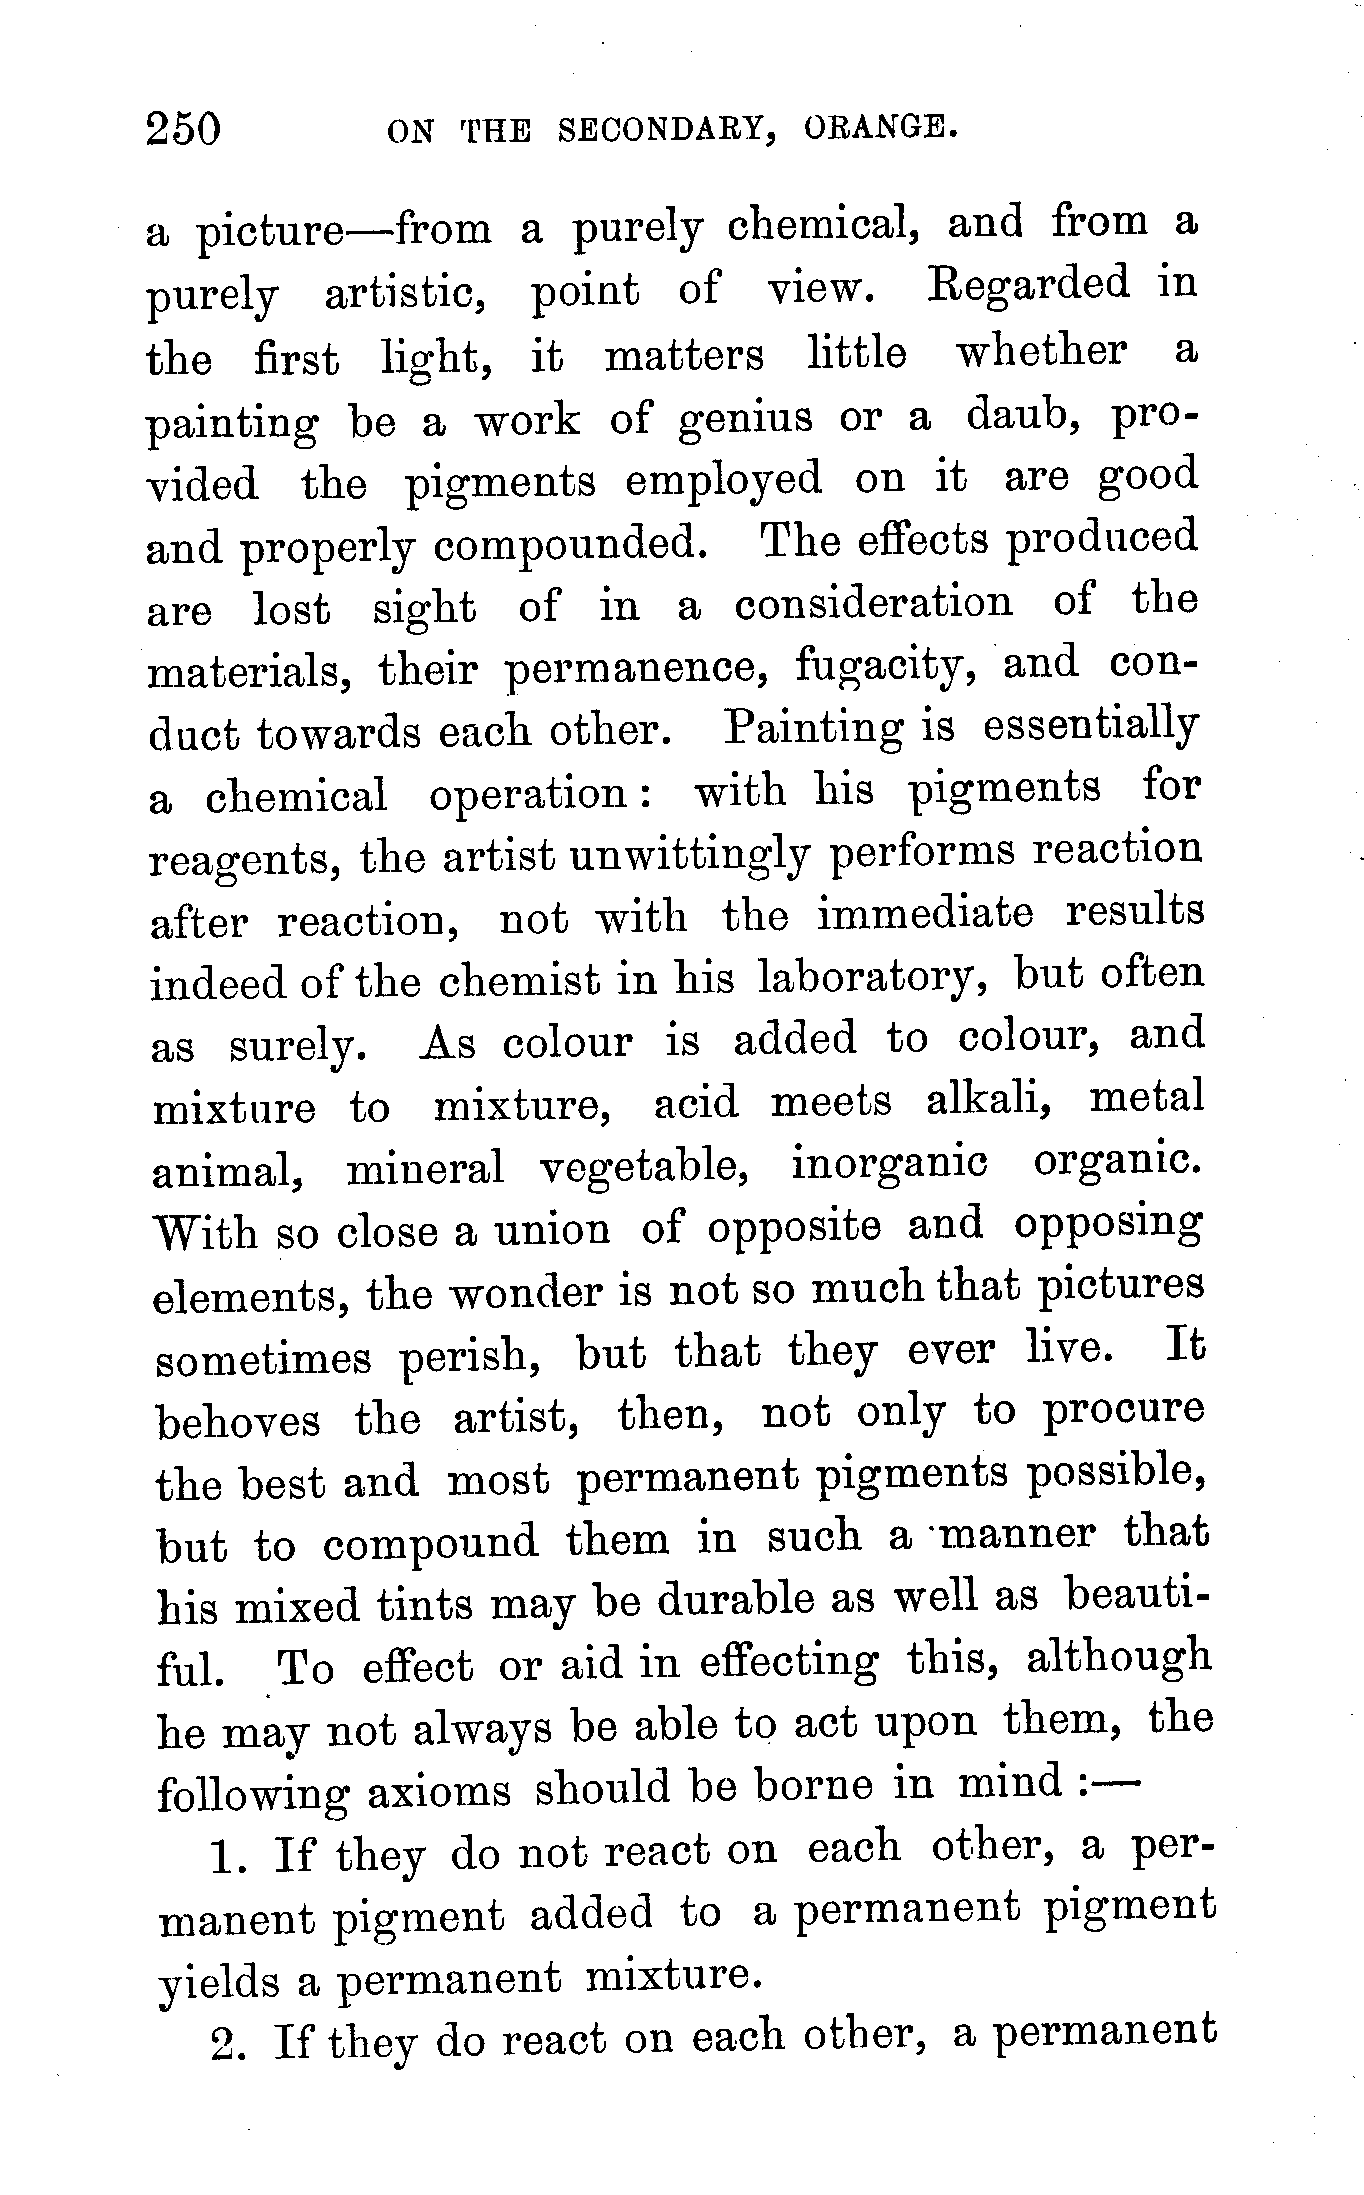 250 ON THE SECONDARY, ORANGE.
a picture—from a purely chemical, and from a
purely artistic, point of view. Regarded in
the first light, it matters little whether a
painting be a work of genius or a daub, pro-
vided the pigments employed on it are good
and properly compounded. The effects produced
are lost sight of in a consideration of the
materials, their permanence, fugacity, and con-
duct towards each other. Painting is essentially
a chemical operation : with his pigments for
reagents, the artist unwittingly performs reaction
after reaction, not with the immediate results
indeed of the chemist in his laboratory, but often
as surely. As colour is added to colour, and
mixture to mixture, acid meets alkali, metal
animal, mineral vegetable, inorganic organic.
With so close a union of opposite and opposing
elements, the wonder is not so much that pictures
sometimes perish, but that they ever live. It
behoves the artist, then, not only to procure
the best and most permanent pigments possible,
but to compound them in such a manner that
his mixed tints may be durable as well as beauti-
ful. To effect or aid in effecting this, although
he may not always be able to act upon them, the
following axioms should be borne in mind :—
1. If they do not react on each other, a per-
manent pigment added to a permanent pigment
yields a permanent mixture.
2. If they do react on each other, a permanent